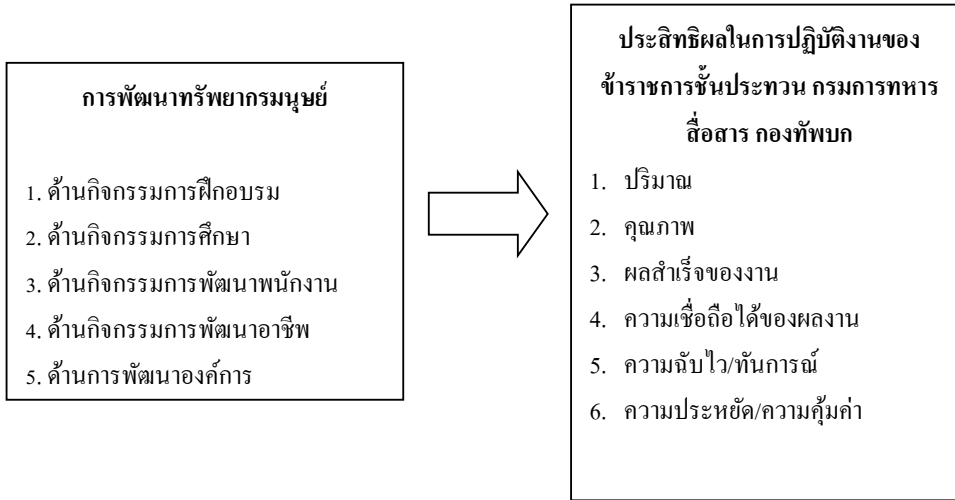 การพัฒนาทรัพยากรมนุษย์
1. ด้านกิจกรรมการฝึกอบรม
2. ด้านกิจกรรมการศึกษา
3. ด้านกิจกรรมการพัฒนาพนักงาน
4. ด้านกิจกรรมการพัฒนาอาชีพ
5. ด้านการพัฒนาองค์การ
ประสิทธิผลในการปฏิบัติงานของ
ข้าราชการชั้นประทวน กรมการทหาร
สื่อสาร กองทัพบก
1. ปริมาณ
2. คุณภาพ
3. ผลสำเร็จของงาน
4. ความเชื่อถือได้ของผลงาน
5. ความฉับไว/ทันการณ์
6. ความประหยัด/ความคุ้มค่า